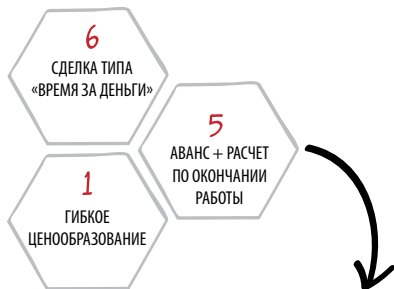 6
СДЕЛКА ТИПА
«ВРЕМЯ ЗА ДЕНЬГИ»
5
АВАНС + РАСЧЕТ
ПО ОКОНЧАНИИ
РАБОТЫ
1
ГИБКОЕ
ЦЕНООБРАЗОВАНИЕ